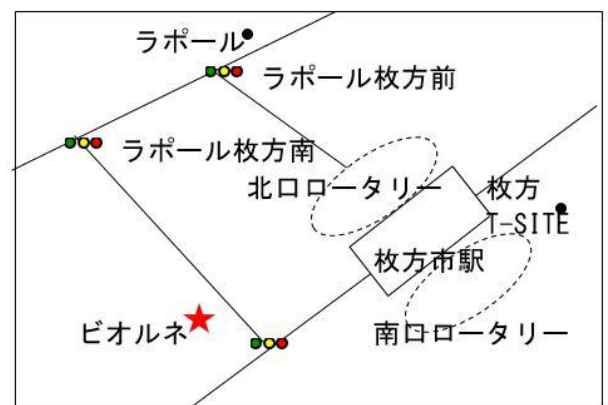 ラポール
ラポール枚方前
ラポール枚方南
北口ロータリー
枚方
T-SITE
枚方市駅
ビオルネ
南口ロータリー